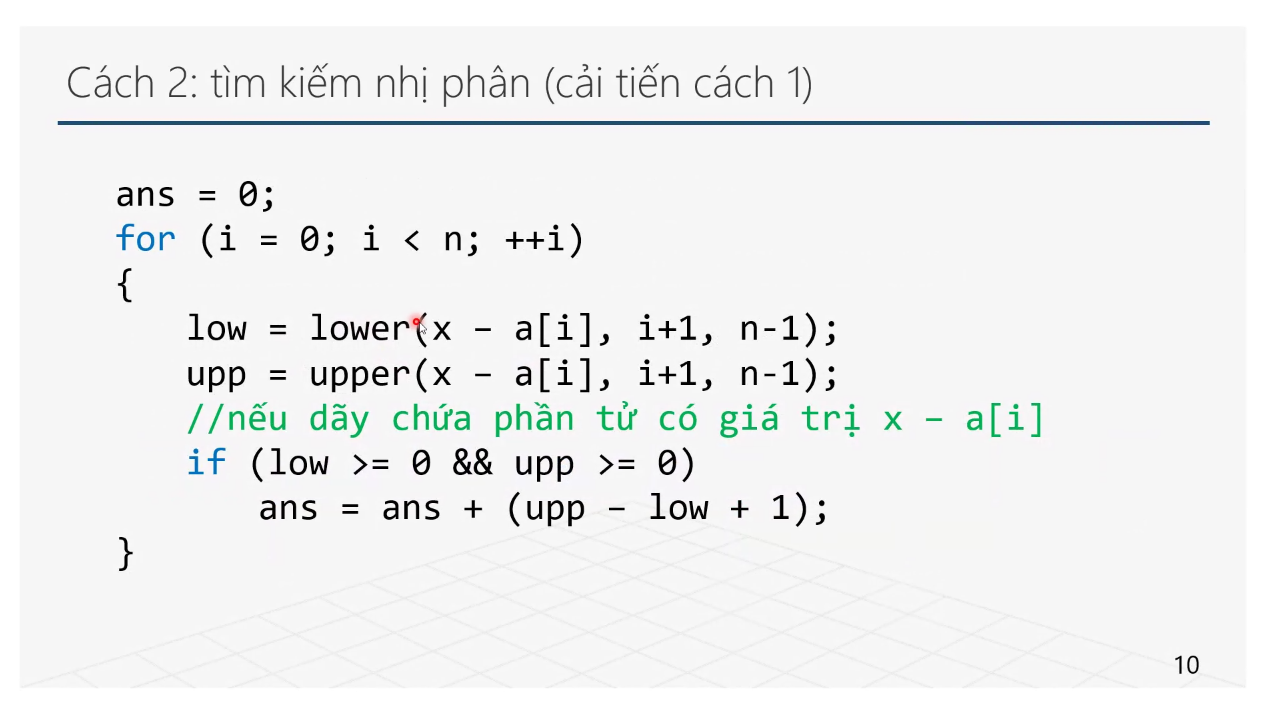 Cách 2: tìm kiếm nhị phân (cải tiến cách 1)
ans = 0;
for (i = 0; i < n; ++i)
{
low = lower(x – a[i], i+1, n-1);
upp = upper(x – a[i], i+1, n-1);
//nếu dãy chứa phần tử có giá trị x – a[i]
if (low >= 0 && upp >= 0)
ans = ans + (upp – low + 1);
}
10